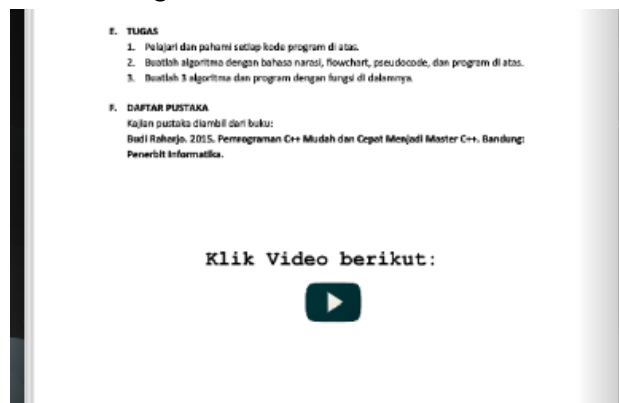 E. TUGAS
1. Pelajari dan pahami setiap kode program di atas.
2. Buatlah algoritma dengan bahasa narasi, flowchart, pseudocode, dan program di atas.
3. Buatlah 3 algoritma dan program dengan fungsi di dalamnya.
F. DAFTAR PUSTAKA
Kajian pustaka diambil dari buku:
Budi Raharjo. 2015. Pemrograman C++ Mudah dan Cepat Menjadi Master C++. Bandung:
Penerbit Informatika.
Klik Video berikut: